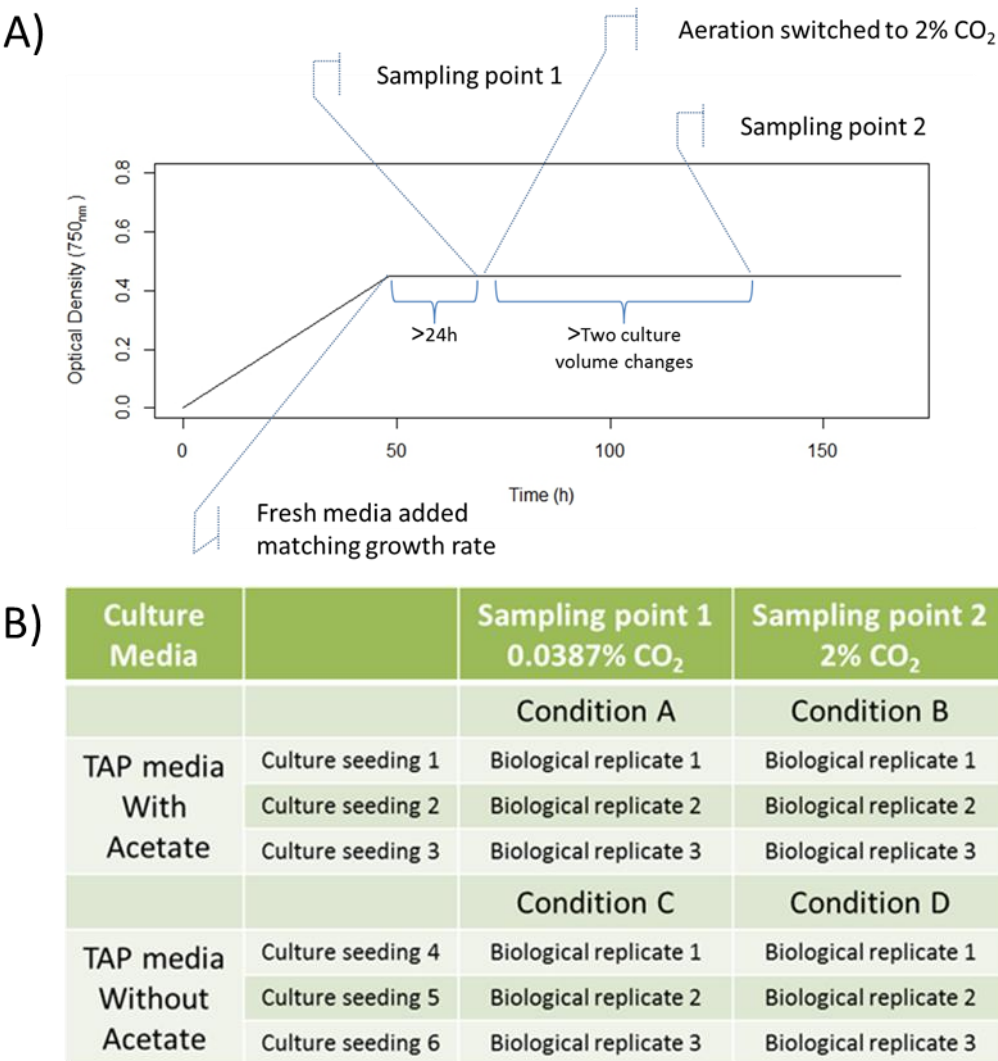 A)
Aeration switched to 2% CO₂
Sampling point 1
Sampling point 2
Optical Density (750nm )
0.8
0.6
0.4
0.2
0.0
>24h
>Two culture
volume changes
0
50
100
150
Time (h)
Fresh media added
matching growth rate
B)
Culture Media
Sampling point 1 0.0387% CO₂
Sampling point 2 2% CO₂
Condition A
Condition B
TAP media With Acetate
Culture seeding 1
Biological replicate 1
Biological replicate 1
Culture seeding 2
Biological replicate 2
Biological replicate 2
Culture seeding 3
Biological replicate 3
Biological replicate 3
Condition C
Condition D
TAP media Without Acetate
Culture seeding 4
Biological replicate 1
Biological replicate 1
Culture seeding 5
Biological replicate 2
Biological replicate 2
Culture seeding 6
Biological replicate 3
Biological replicate 3